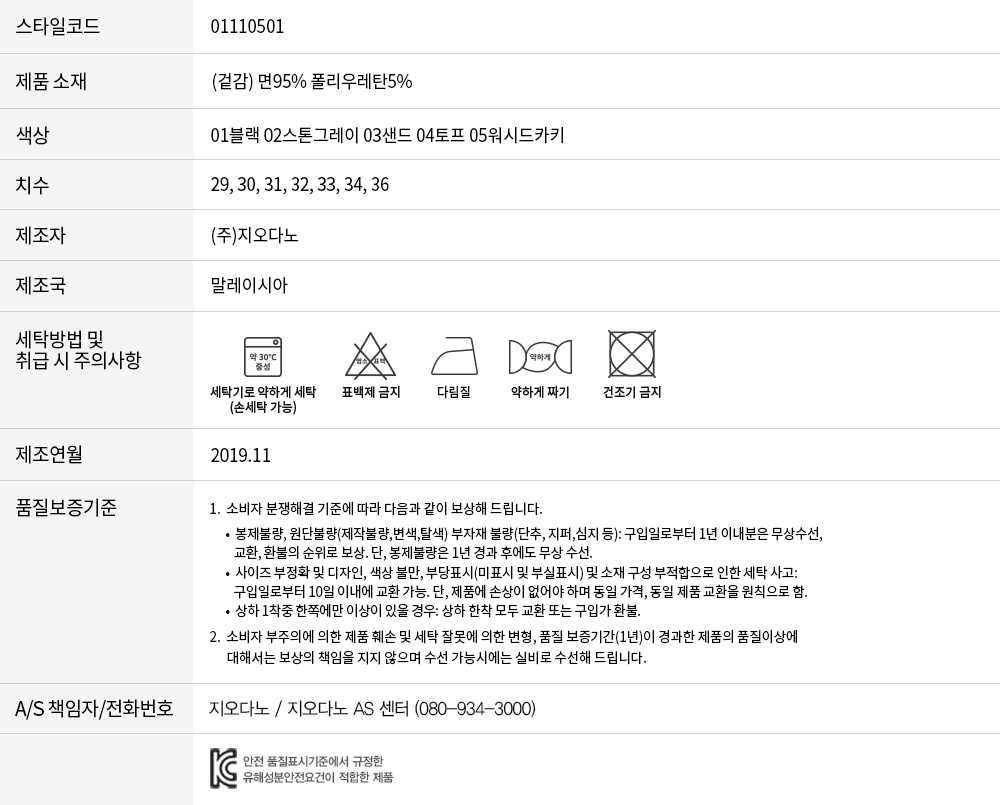 스타일코드
01110501
제품 소재
(겉감) 면95% 폴리우레탄5%
색상
01블랙 02스톤그레이 03샌드 04토프 05워시드카키
치수
29, 30, 31, 32, 33, 34, 36
제조자
(주)지오다노
제조국
말레이시아
세탁방법 및
취급 시 주의사항
약 30℃
중성
염소 표백
약하게
세탁기로 약하게 세탁
(손세탁 가능)
표백제 금지
다림질
약하게 짜기
건조기 금지
제조연월
2019.11
품질보증기준
1. 소비자 분쟁해결 기준에 따라 다음과 같이 보상해 드립니다.
• 봉제불량, 원단불량(제작불량,변색,탈색) 부자재 불량(단추, 지퍼,심지 등): 구입일로부터 1년 이내분은 무상수선,
교환, 환불의 순위로 보상. 단, 봉제불량은 1년 경과 후에도 무상 수선.
• 사이즈 부정확 및 디자인, 색상 불만, 부당표시(미표시 및 부실표시) 및 소재 구성 부적합으로 인한 세탁 사고:
구입일로부터 10일 이내에 교환 가능. 단, 제품에 손상이 없어야 하며 동일 가격, 동일 제품 교환을 원칙으로 함.
• 상하 1착중 한쪽에만 이상이 있을 경우: 상하 한착 모두 교환 또는 구입가 환불.
2. 소비자 부주의에 의한 제품 훼손 및 세탁 잘못에 의한 변형, 품질 보증기간(1년)이 경과한 제품의 품질이상에
대해서는 보상의 책임을 지지 않으며 수선 가능시에는 실비로 수선해 드립니다.
A/S 책임자/전화번호
지오다노 / 지오다노 AS 센터 (080-934-3000)
KC
안전 품질표시기준에서 규정한
유해성분안전요건이 적합한 제품